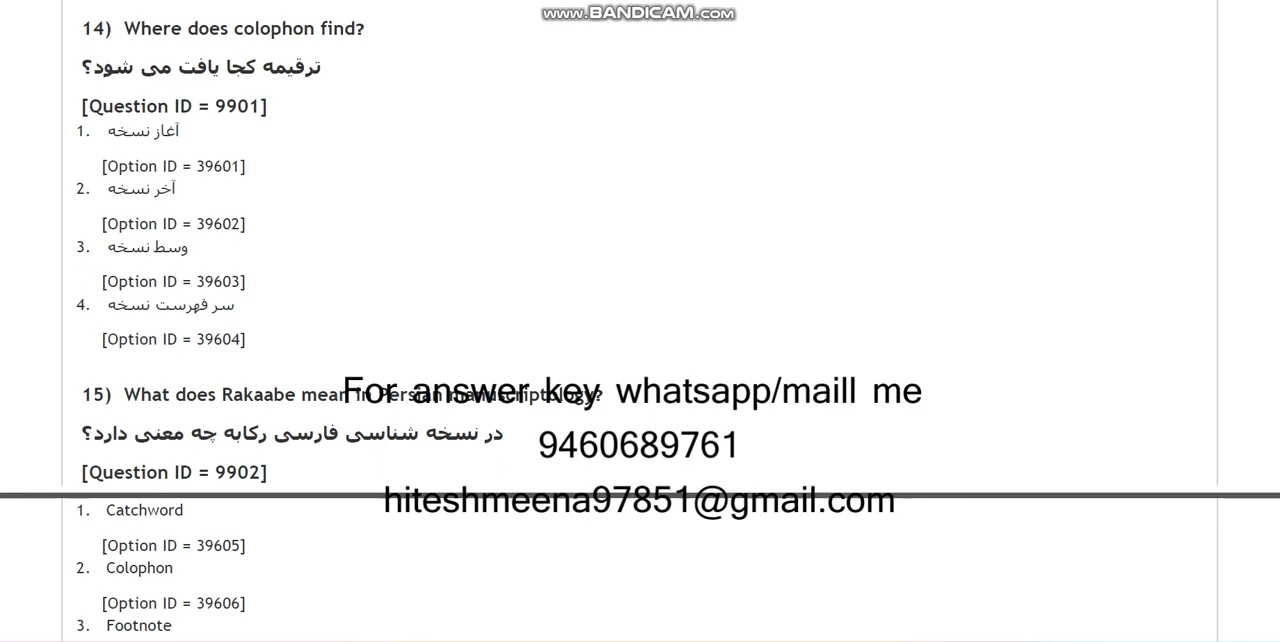 www.BANDICAM.com
14) Where does colophon find?
ترقیمه کجا یافت می شود؟
[Question ID = 9901]
1. آغاز نسخه
[Option ID = 39601]
2. آخر نسخه
[Option ID = 39602]
3. وسط نسخه
[Option ID = 39603]
4. سر فهرست نسخه
[Option ID = 39604]
15) What does Rakaabe mean in Persian manuscriptology?
For answer key whatsapp/maill me
در نسخه شناسی فارسی رکابه چه معنی دارد؟
9460689761
[Question ID = 9902]
hiteshmeena97851@gmail.com
1. Catchword
[Option ID = 39605]
2. Colophon
[Option ID = 39606]
3. Footnote